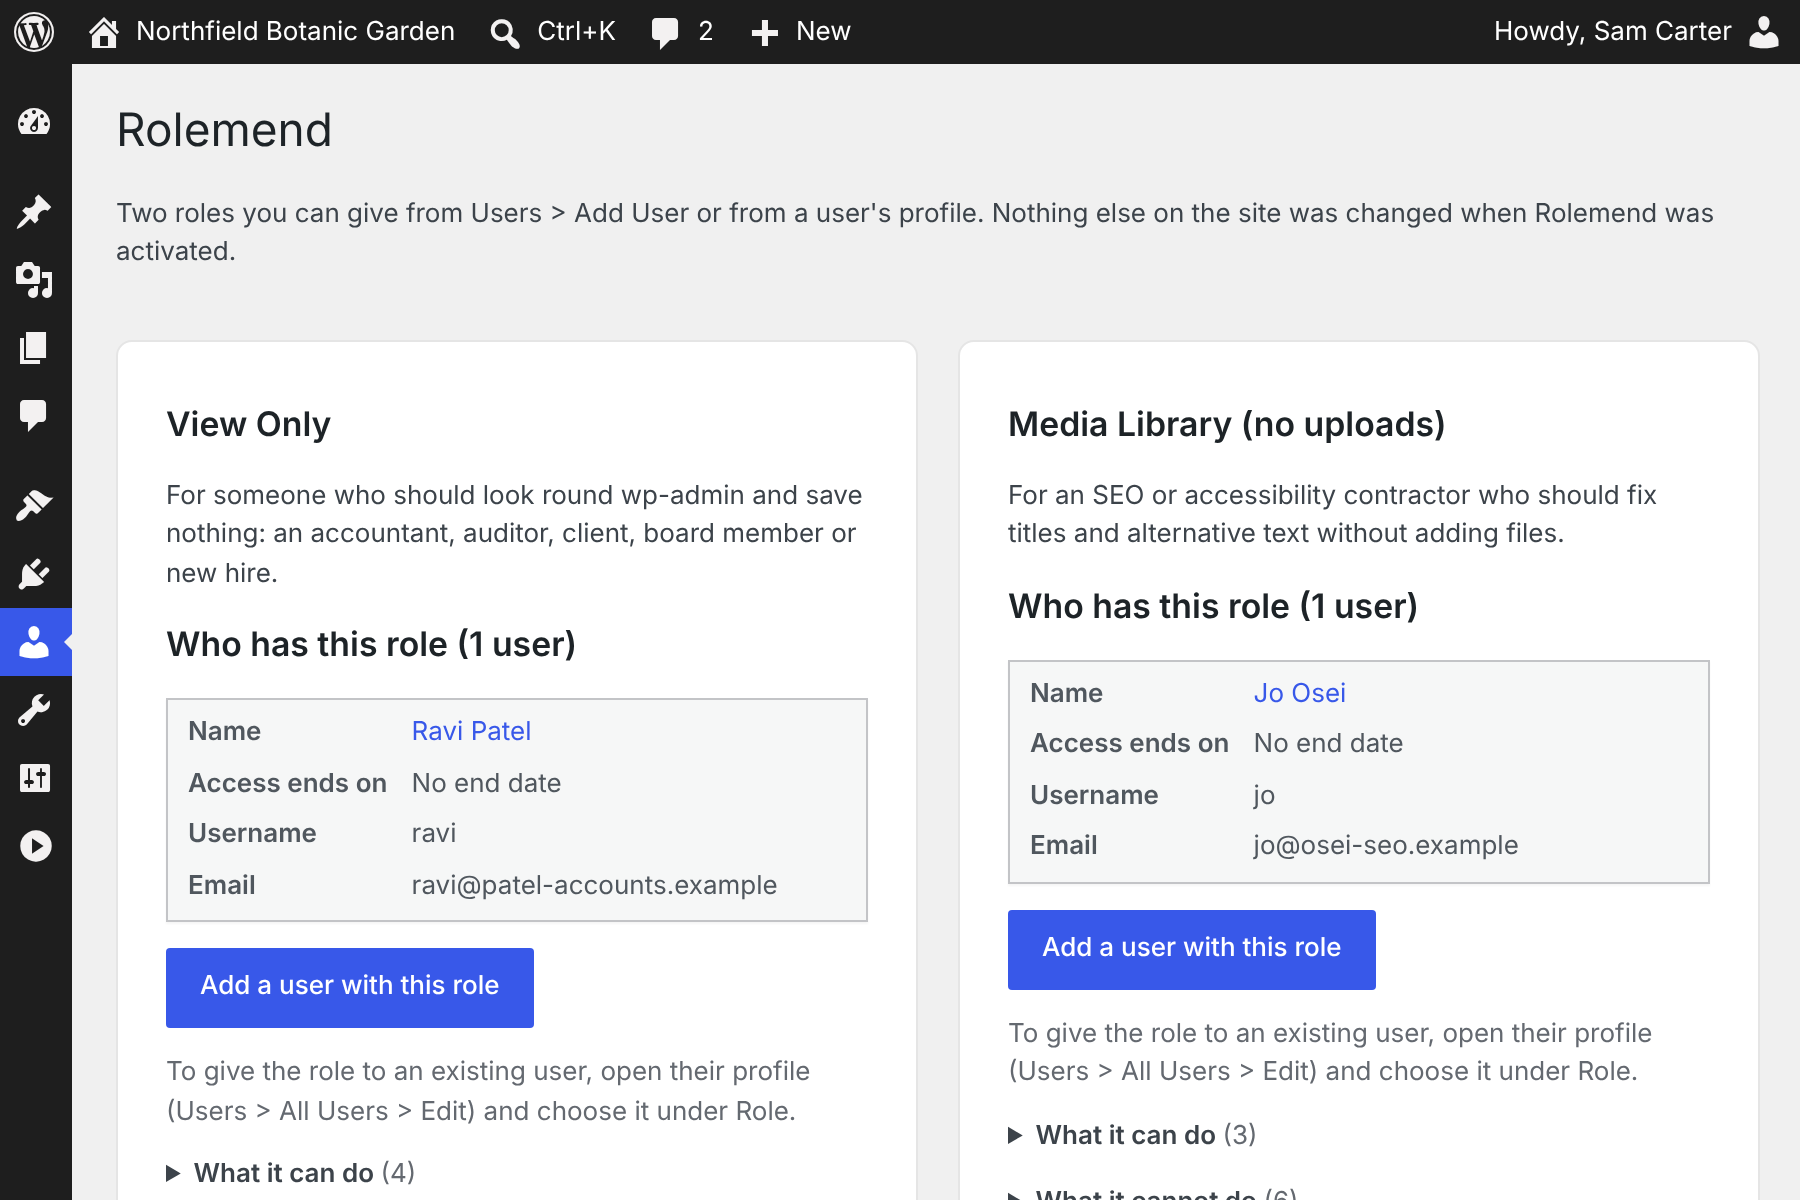 Northfield Botanic Garden Ctrl+K 2 New Howdy, Sam Carter
Rolemend
Two roles you can give from Users > Add User or from a user's profile. Nothing else on the site was changed when Rolemend was
activated.
View Only
For someone who should look round wp-admin and save
nothing: an accountant, auditor, client, board member or
new hire.
Who has this role (1 user)
Name Ravi Patel
Access ends on No end date
Username ravi
Email ravi@patel-accounts.example
Add a user with this role
To give the role to an existing user, open their profile
(Users > All Users > Edit) and choose it under Role.
What it can do (4)
Media Library (no uploads)
For an SEO or accessibility contractor who should fix
titles and alternative text without adding files.
Who has this role (1 user)
Name Jo Osei
Access ends on No end date
Username jo
Email jo@osei-seo.example
Add a user with this role
To give the role to an existing user, open their profile
(Users > All Users > Edit) and choose it under Role.
What it can do (3)
What it cannot do (6)